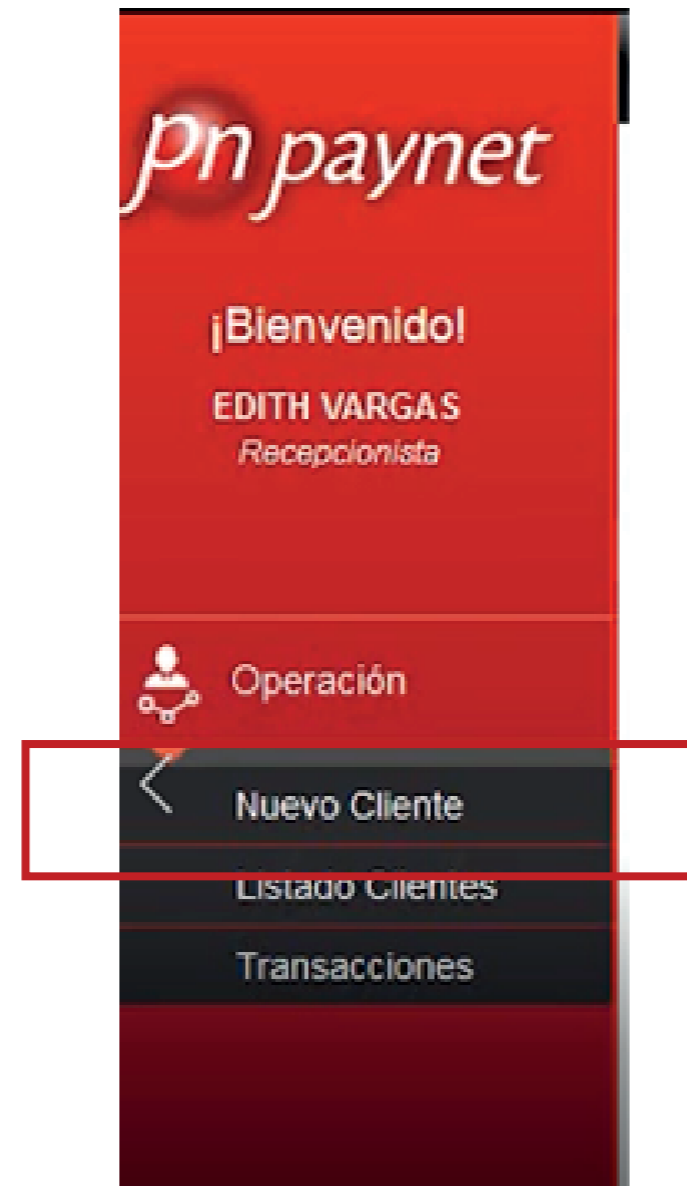 pn paynet
¡Bienvenido!
EDITH VARGAS
Recepcionista
Operación
Nuevo Cliente
Listado Clientes
Transacciones